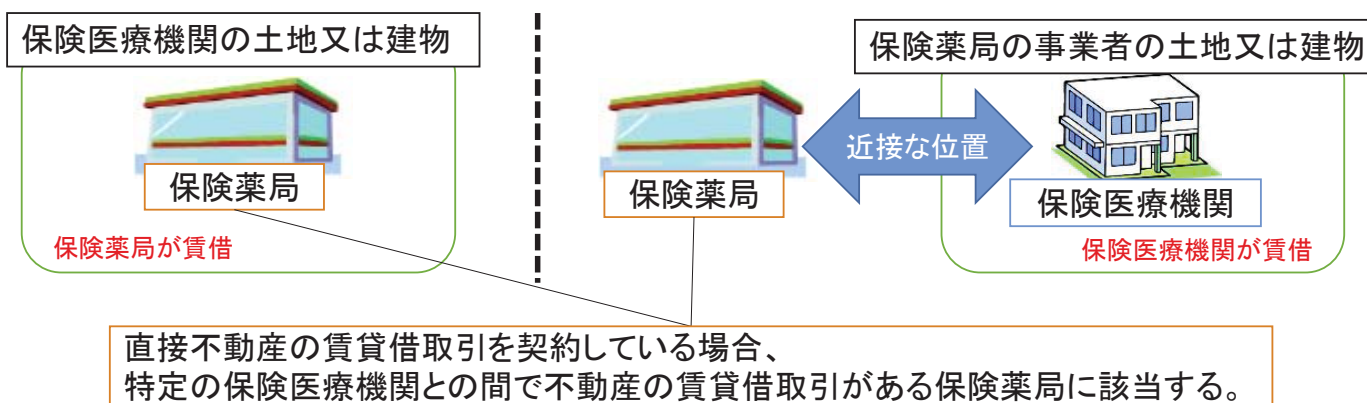 保険医療機関の土地又は建物
保険薬局
保険薬局が賃借
保険薬局の事業者の土地又は建物
保険薬局
近接な位置
保険医療機関
保険医療機関が賃借
直接不動産の賃貸借取引を契約している場合、
特定の保険医療機関との間で不動産の賃貸借取引がある保険薬局に該当する。